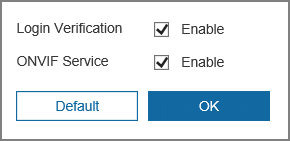 Login Verification Enable
ONVIF Service Enable
Default OK